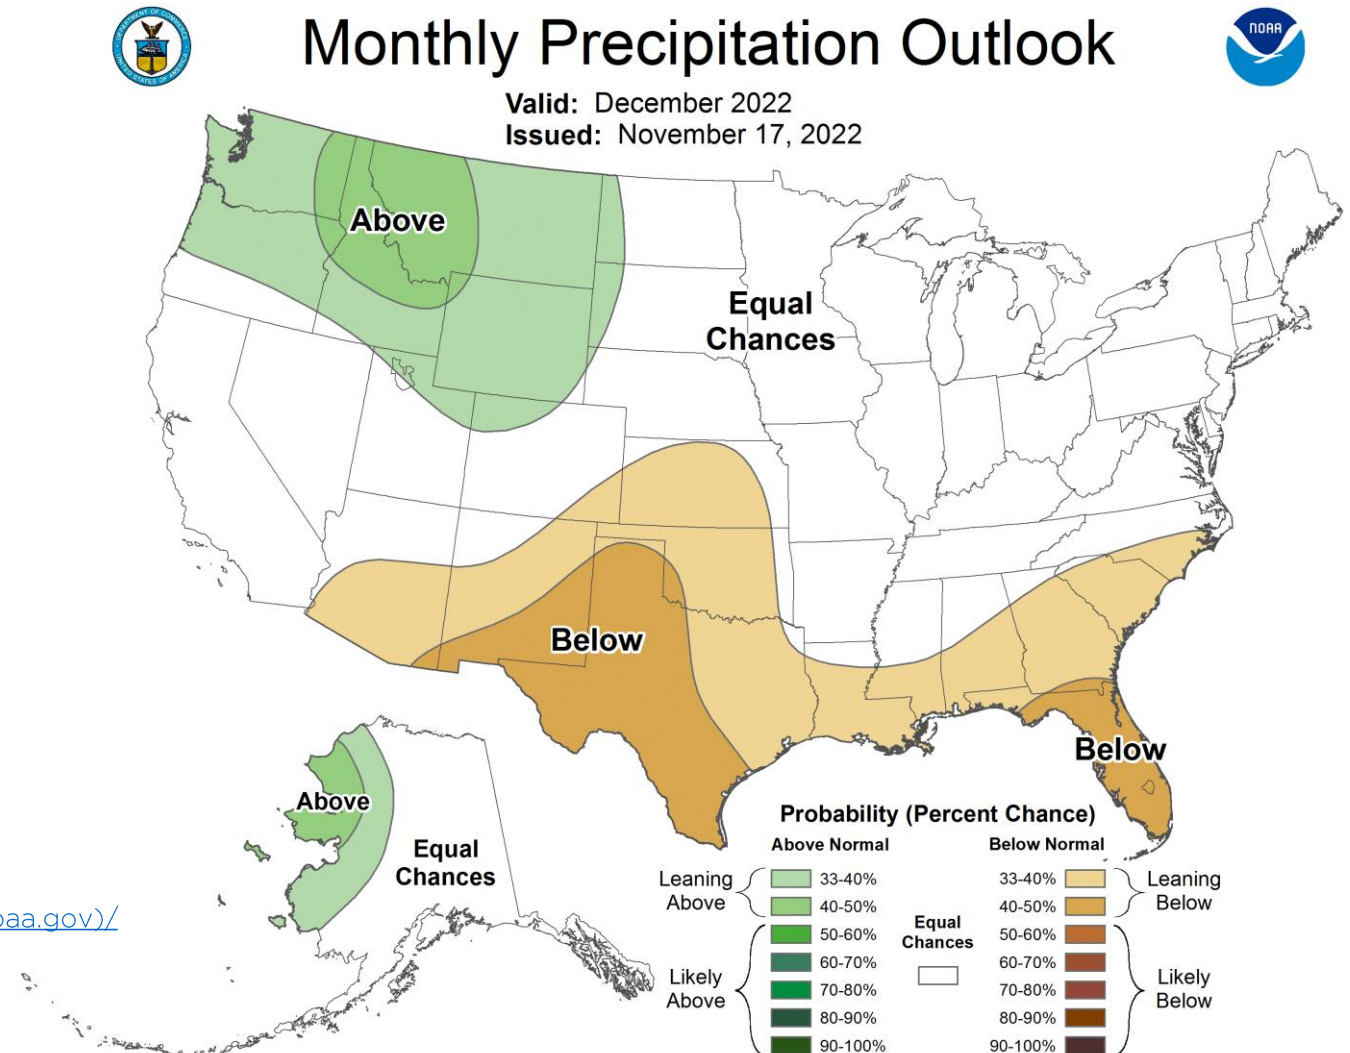 Monthly Precipitation Outlook
NOAA
Valid: December 2022
Issued: November 17, 2022
Above
Equal
Chances
Below
Below
Above
Equal
Chances
oaa.gov)/
Probability (Percent Chance)
Above Normal
Below Normal
Leaning
Above
33-40%
40-50%
Likely
Above
50-60%
60-70%
70-80%
80-90%
90-100%
Equal
Chances
33-40%
40-50%
Leaning
Below
50-60%
60-70%
70-80%
80-90%
90-100%
Likely
Below